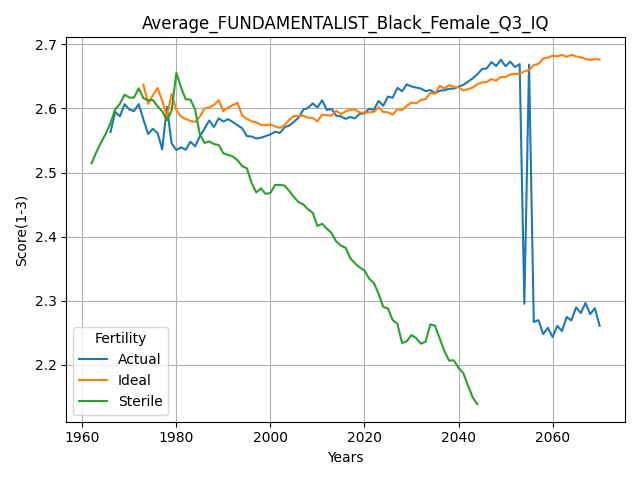 Average_FUNDAMENTALIST_Black_Female_Q3_IQ
2.7
2.6
2.5
2.4
2.3
2.2
Score(1-3)
Fertility
Actual
Ideal
Sterile
1960 1980 2000 2020 2040 2060
Years